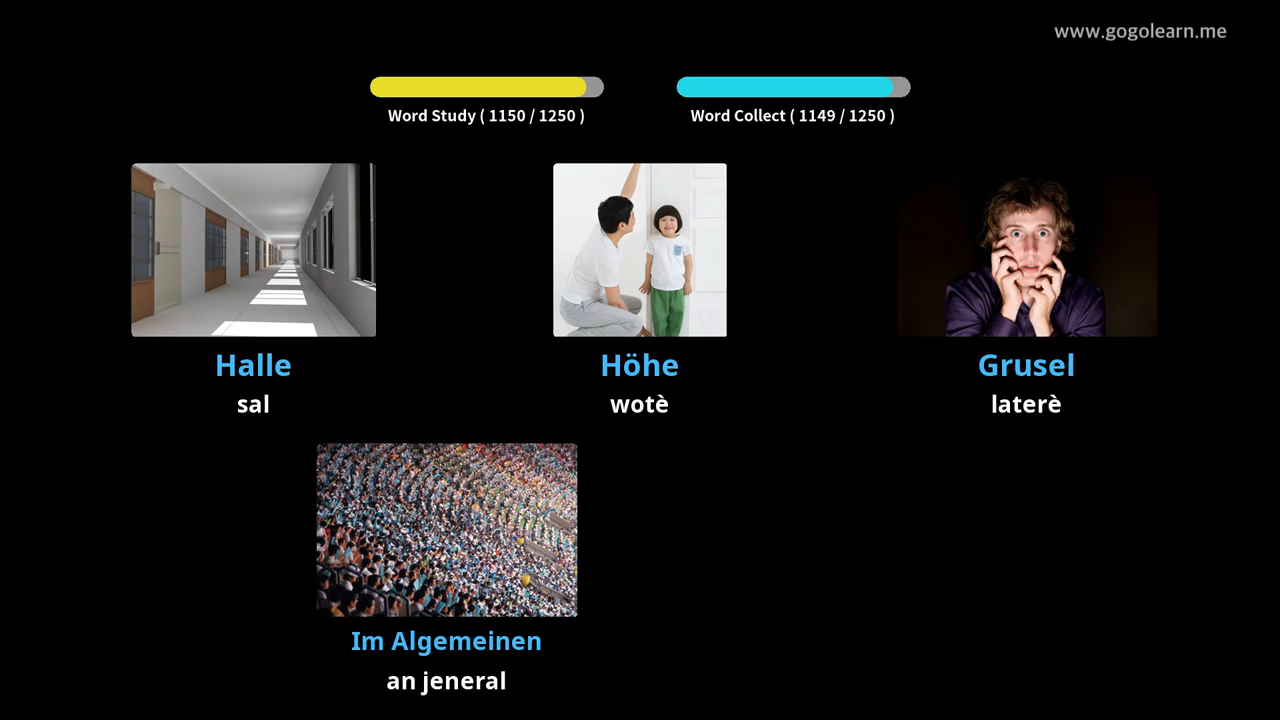 www.gogolearn.me
Word Study ( 1150 / 1250 )
Word Collect ( 1149 / 1250 )
Halle
sal
Höhe
wotè
Grusel
laterè
Im Algemeinen
an jeneral